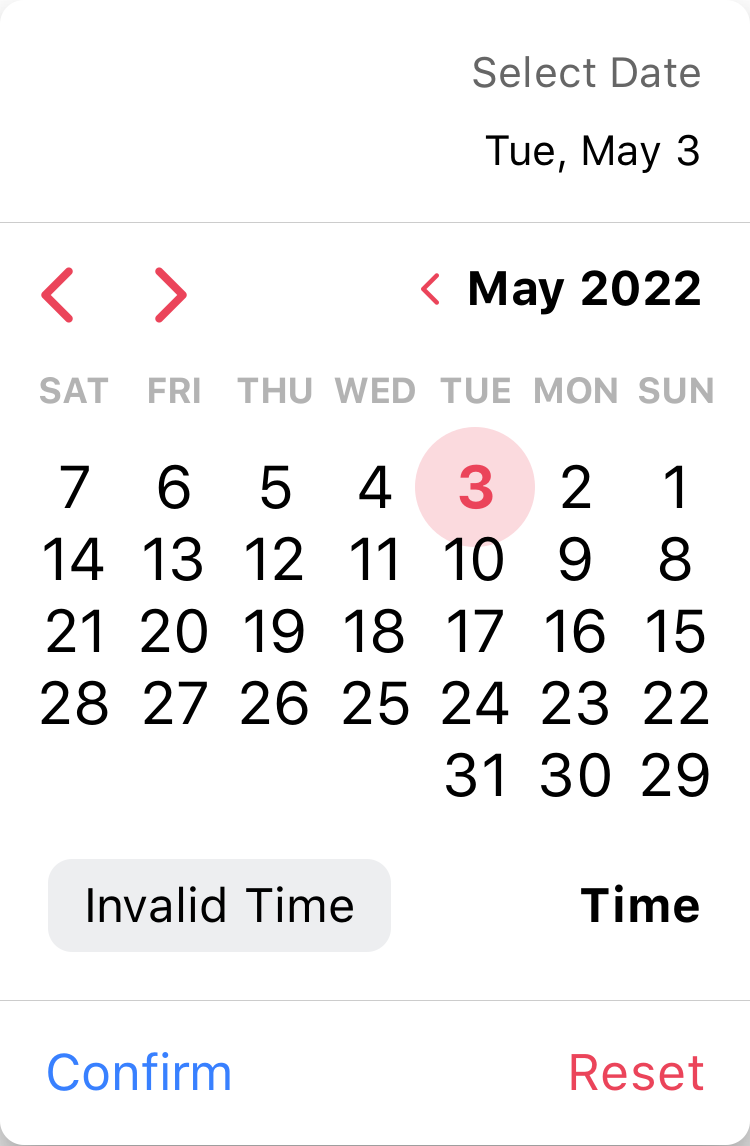 Select Date
Tue, May 3
May 2022
SAT FRI THU WED TUE MON SUN
7 6 5 4 3 2 1
14 13 12 11 10 9 8
21 20 19 18 17 16 15
28 27 26 25 24 23 22
31 30 29
Invalid Time Time
Confirm Reset